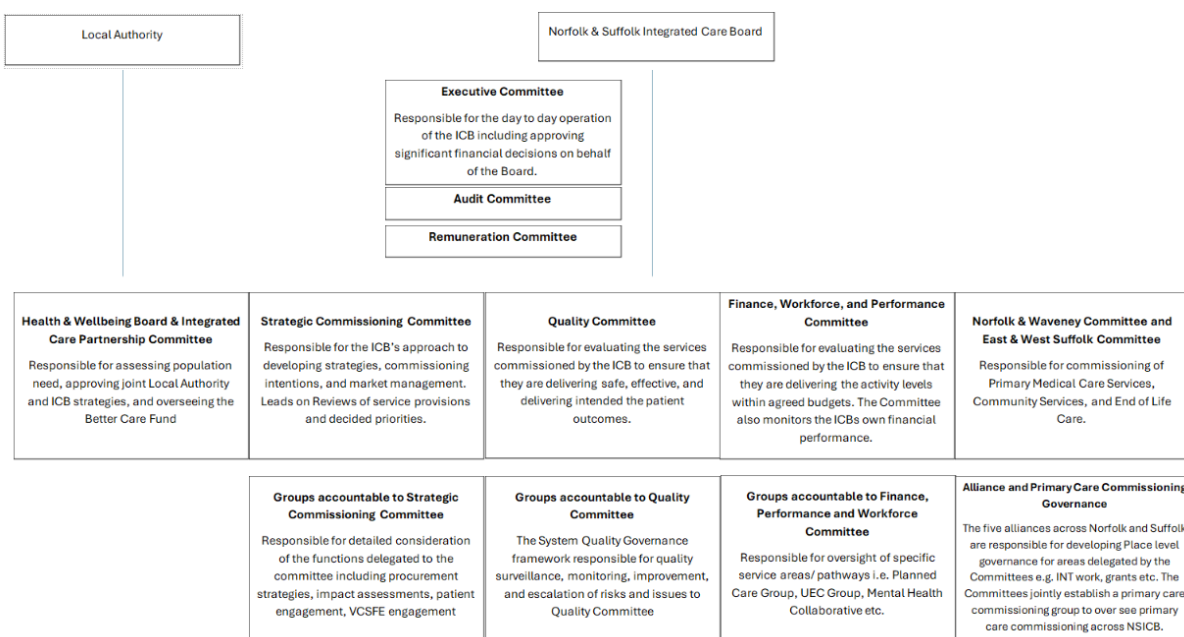 Local Authority
Norfolk & Suffolk Integrated Care Board
Executive Committee
Responsible for the day to day operation
of the ICB including approving
significant financial decisions on behalf
of the Board.
Audit Committee
Remuneration Committee
Health & Wellbeing Board & Integrated
Care Partnership Committee
Responsible for assessing population
need, approving joint Local Authority
and ICB strategies, and overseeing the
Better Care Fund
Strategic Commissioning Committee
Responsible for the ICB's approach to
developing strategies, commissioning
intentions, and market management.
Leads on Reviews of service provisions
and decided priorities.
Quality Committee
Responsible for evaluating the services
commissioned by the ICB to ensure that
they are delivering safe, effective, and
delivering intended the patient
outcomes.
Finance, Workforce, and Performance
Committee
Responsible for evaluating the services
commissioned by the ICB to ensure that
they are delivering the activity levels
within agreed budgets. The Committee
also monitors the ICBs own financial
performance.
Norfolk & Waveney Committee and
East & West Suffolk Committee
Responsible for commissioning of
Primary Medical Care Services,
Community Services, and End of Life
Care.
Groups accountable to Strategic
Commissioning Committee
Responsible for detailed consideration
of the functions delegated to the
committee including procurement
strategies, impact assessments, patient
engagement, VCSFE engagement
Groups accountable to Quality
Committee
The System Quality Governance
framework responsible for quality
surveillance, monitoring, improvement,
and escalation of risks and issues to
Quality Committee
Groups accountable to Finance,
Performance and Workforce
Committee
Responsible for oversight of specific
service areas/ pathways i.e. Planned
Care Group, UEC Group, Mental Health
Collaborative etc.
Alliance and Primary Care Commissioning
Governance
The five alliances across Norfolk and Suffolk
are responsible for developing Place level
governance for areas delegated by the
Committees e.g. INT work, grants etc. The
Committees jointly establish a primary care
commissioning group to over see primary
care commissioning across NSICB.